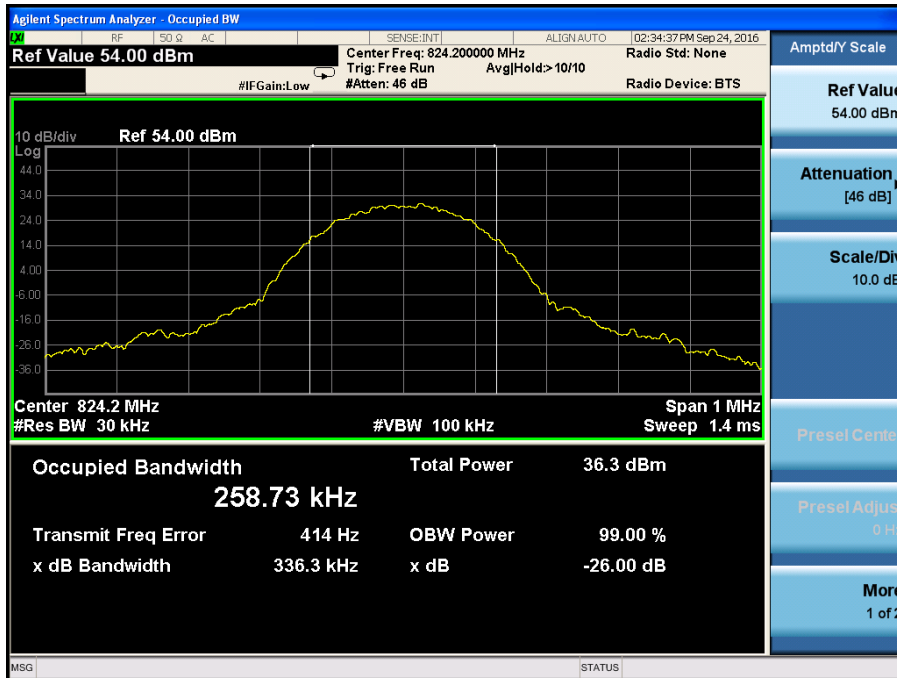 Agilent Spectrum Analyzer - Occupied BW
LXI RF 50 Ω AC SENSE:INT ALIGN AUTO 02:34:37 PM Sep 24, 2016
Ref Value 54.00 dBm
Center Freq: 824.200000 MHz
Radio Std: None
Trig: Free Run Avg|Hold:> 10/10
#IFGain:Low #Atten: 46 dB Radio Device: BTS
10 dB/div Ref 54.00 dBm
Log
44.0
34.0
24.0
14.0
4.00
-6.00
-16.0
-26.0
-36.0
Center 824.2 MHz Span 1 MHz
#Res BW 30 kHz #VBW 100 kHz Sweep 1.4 ms
Occupied Bandwidth Total Power 36.3 dBm
258.73 kHz
Transmit Freq Error 414 Hz OBW Power 99.00 %
x dB Bandwidth 336.3 kHz x dB -26.00 dB
MSG STATUS
Amptd/Y Scale
Ref Value
54.00 dBm
Attenuation
[46 dB]
Scale/Div
10.0 dB
Presel Center
Presel Adjus
0 H
More
1 of 2